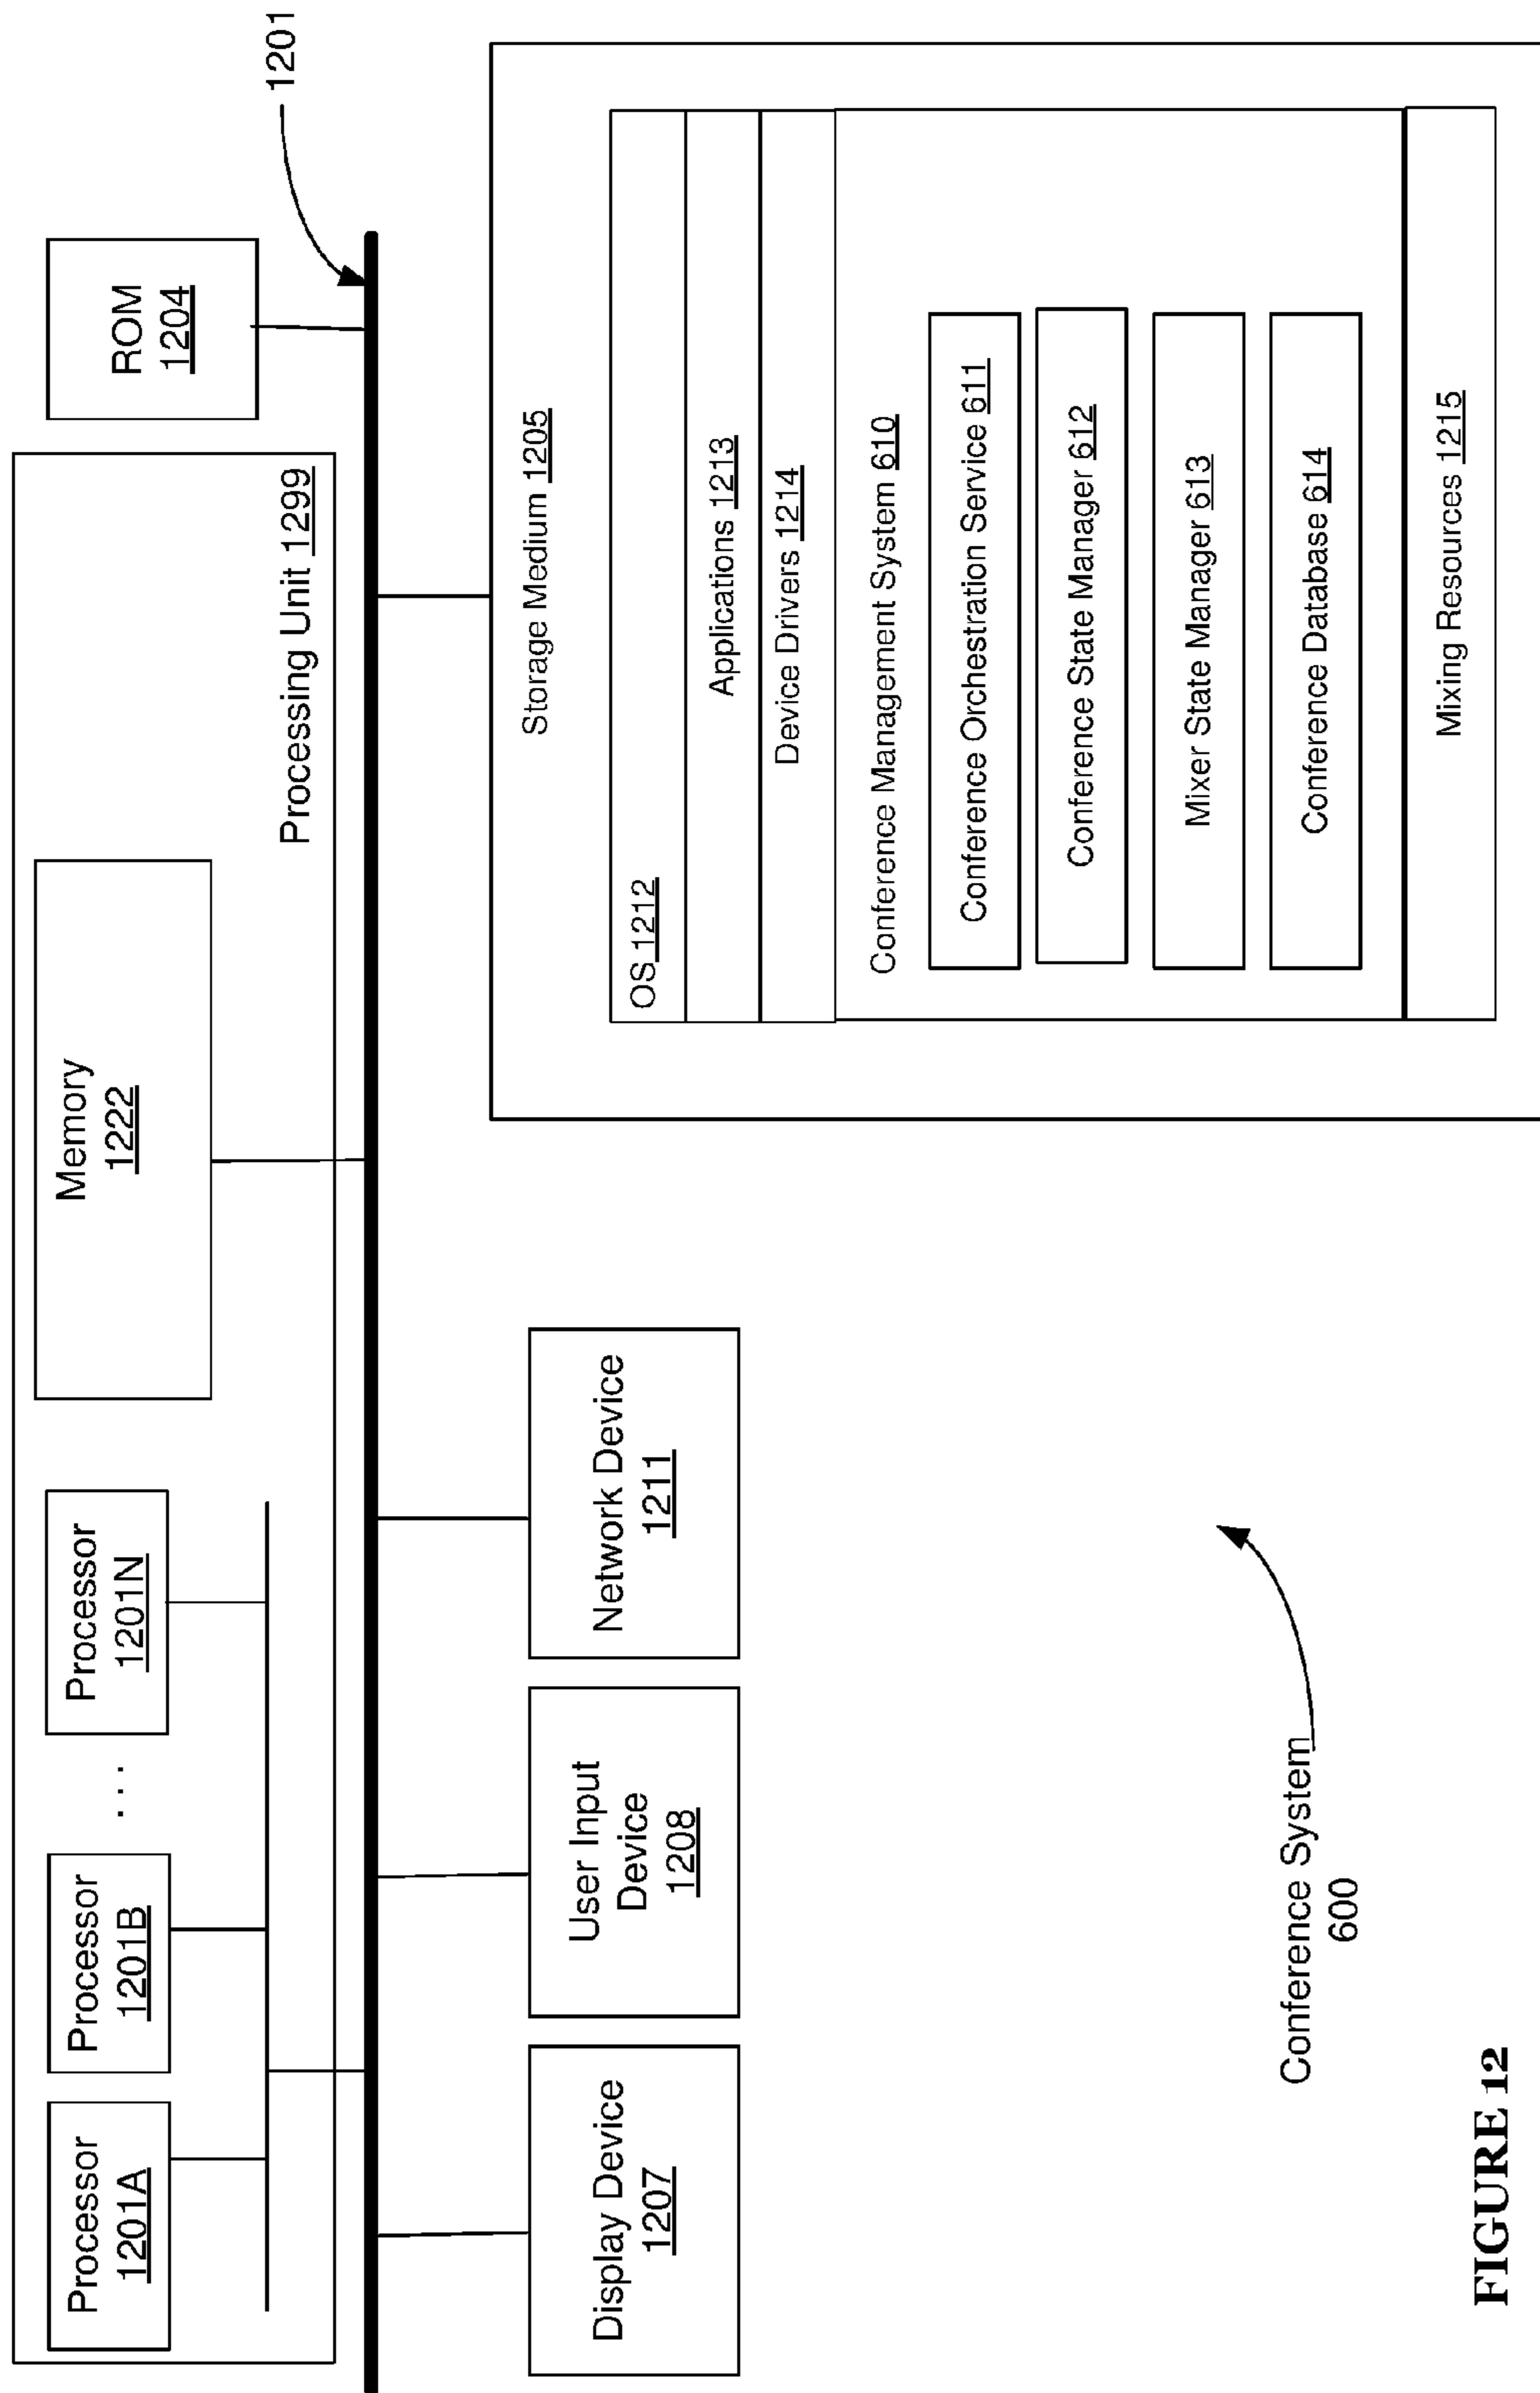 Processor
1201A
Processor
1201B
. . .
Processor
1201N
Memory
1222
Processing Unit 1299
ROM
1204
1201
Display Device
1207
User Input
Device
1208
Network Device
1211
Storage Medium 1205
OS 1212
Applications 1213
Device Drivers 1214
Conference Management System 610
Conference Orchestration Service 611
Conference State Manager 612
Mixer State Manager 613
Conference Database 614
Mixing Resources 1215
Conference System
600
FIGURE 12